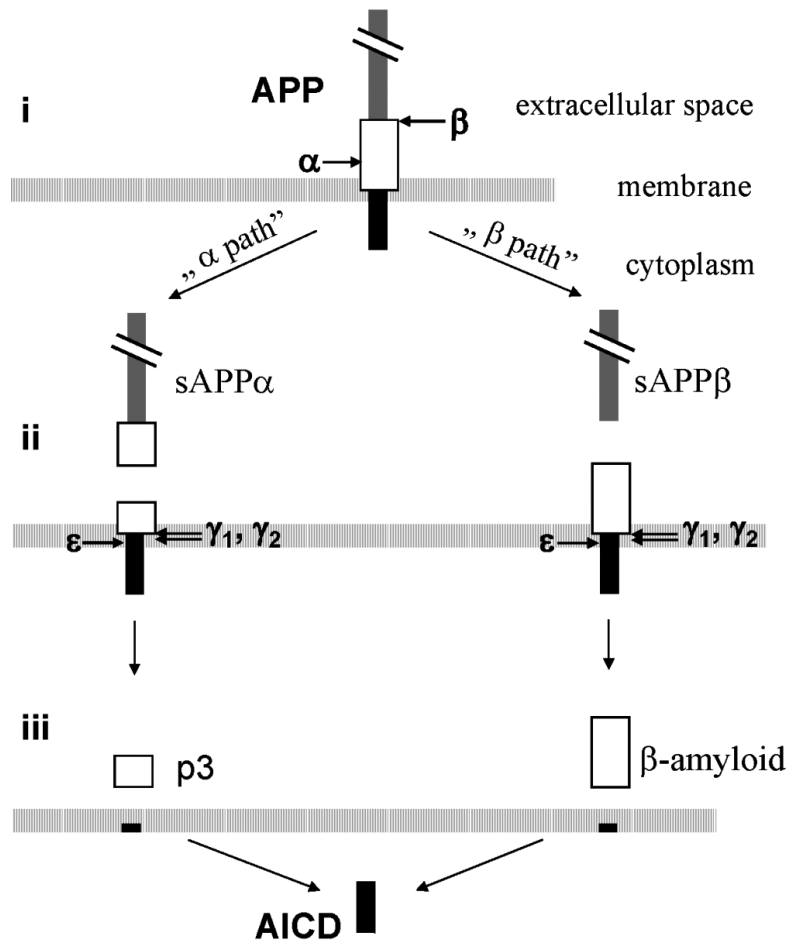 APP
i
extracellular space
β
α
membrane
„ α path”
„ β path”
cytoplasm
sAPPα
sAPPβ
ii
ε
γ1, γ2
ε
γ1, γ2
iii
p3
β-amyloid
AICD